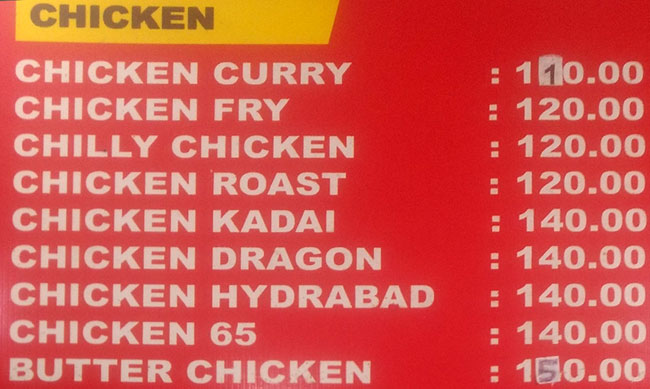 CHICKEN
CHICKEN CURRY : 110.00
CHICKEN FRY : 120.00
CHILLY CHICKEN : 120.00
CHICKEN ROAST : 120.00
CHICKEN KADAI : 140.00
CHICKEN DRAGON : 140.00
CHICKEN HYDRABAD : 140.00
CHICKEN 65 : 140.00
BUTTER CHICKEN : 150.00